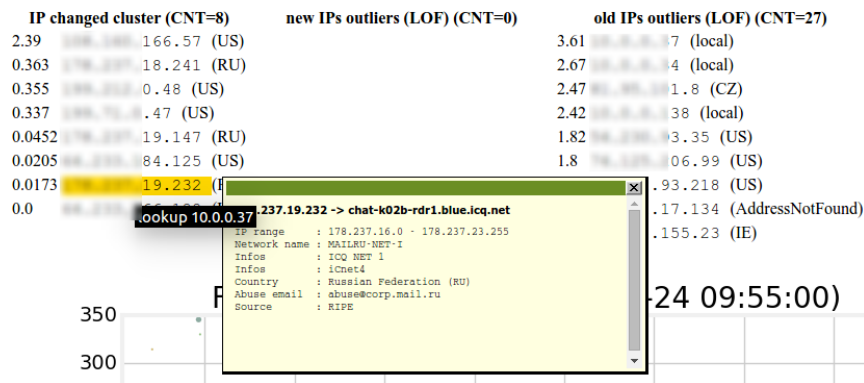 IP changed cluster (CNT=8)
new IPs outliers (LOF) (CNT=0)
old IPs outliers (LOF) (CNT=27)
2.39 166.57 (US)
3.61 (local)
0.363 18.241 (RU)
2.67 (local)
0.355 0.48 (US)
2.47 1.8 (CZ)
0.337 .47 (US)
2.42 38 (local)
0.0452 19.147 (RU)
1.82 3.35 (US)
0.0205 84.125 (US)
1.8 06.99 (US)
0.0173 19.232
.93.218 (US)
0.0
.17.134 (AddressNotFound)
lookup 10.0.0.37
.155.23 (IE)
.237.19.232 -> chat-k02b-rdr1.blue.icq.net
IP range : 178.237.16.0 - 178.237.23.255
Network name : MAILRU-NET-I
Infos : ICQ NET 1
Infos : iCnet4
Country : Russian Federation (RU)
Abuse email : abuse@corp.mail.ru
Source : RIPE
-24 09:55:00)
350
300